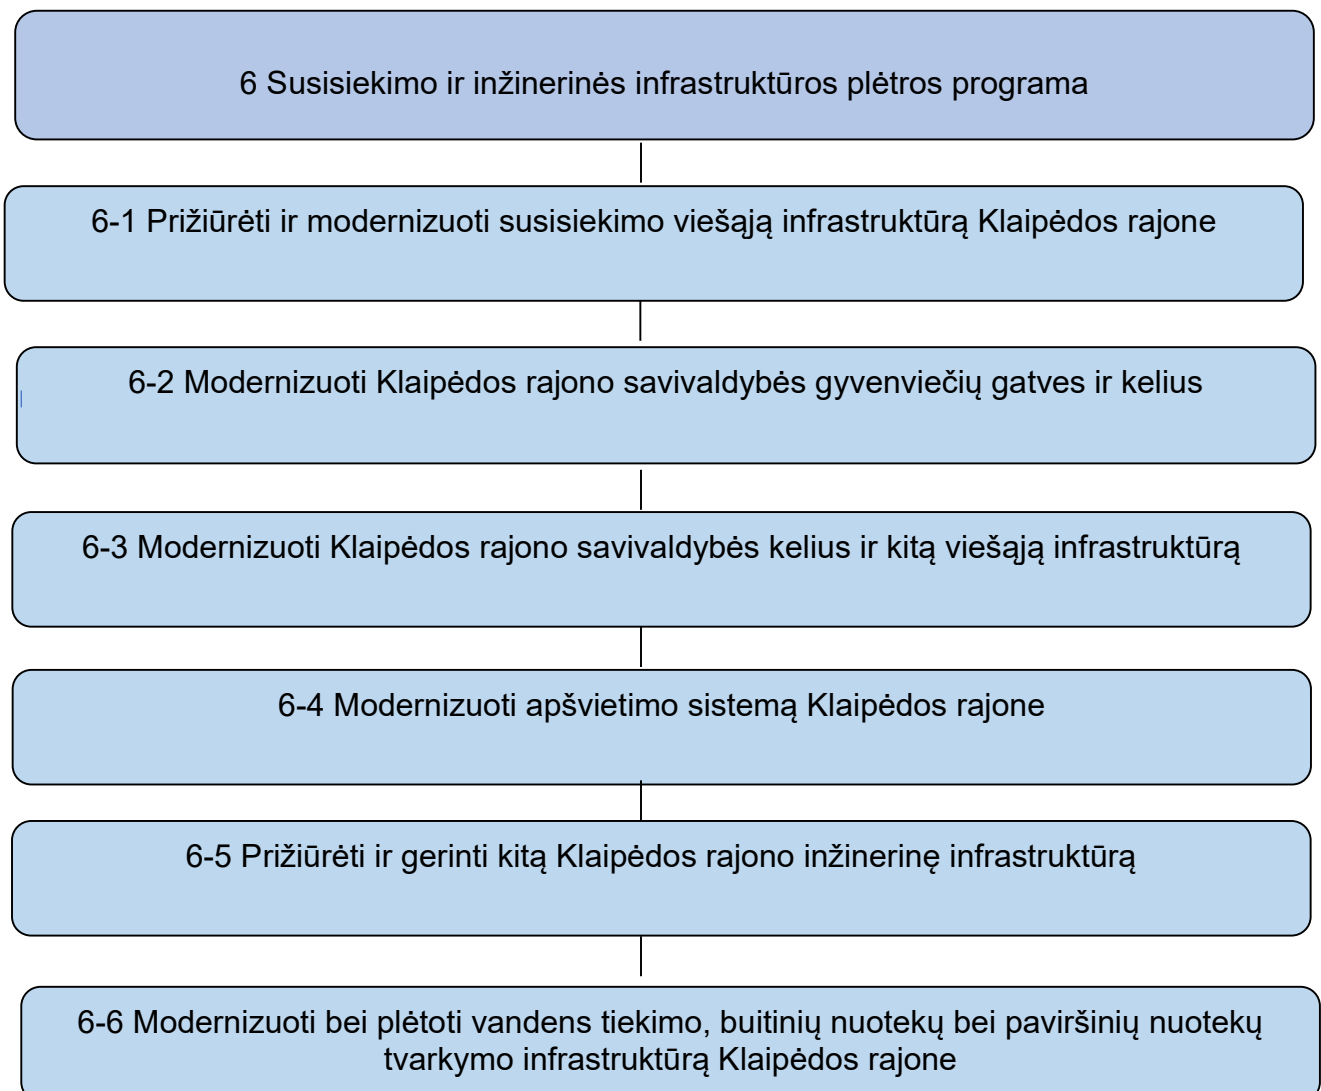 6 Susisiekimo ir inžinerinės infrastruktūros plėtros programa
6-1 Prižiūrėti ir modernizuoti susisiekimo viešąją infrastruktūrą Klaipėdos rajone
6-2 Modernizuoti Klaipėdos rajono savivaldybės gyvenviečių gatves ir kelius
6-3 Modernizuoti Klaipėdos rajono savivaldybės kelius ir kitą viešąją infrastruktūrą
6-4 Modernizuoti apšvietimo sistemą Klaipėdos rajone
6-5 Prižiūrėti ir gerinti kitą Klaipėdos rajono inžinerinę infrastruktūrą
6-6 Modernizuoti bei plėtoti vandens tiekimo, buitinių nuotekų bei paviršinių nuotekų
tvarkymo infrastruktūrą Klaipėdos rajone